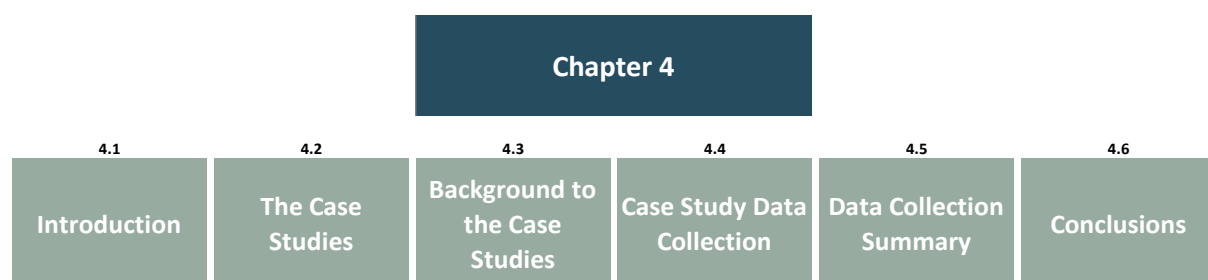 Chapter 4
4.1
4.2
4.3
4.4
4.5
4.6
Introduction
The Case
Studies
Background to
the Case
Studies
Case Study Data
Collection
Data Collection
Summary
Conclusions